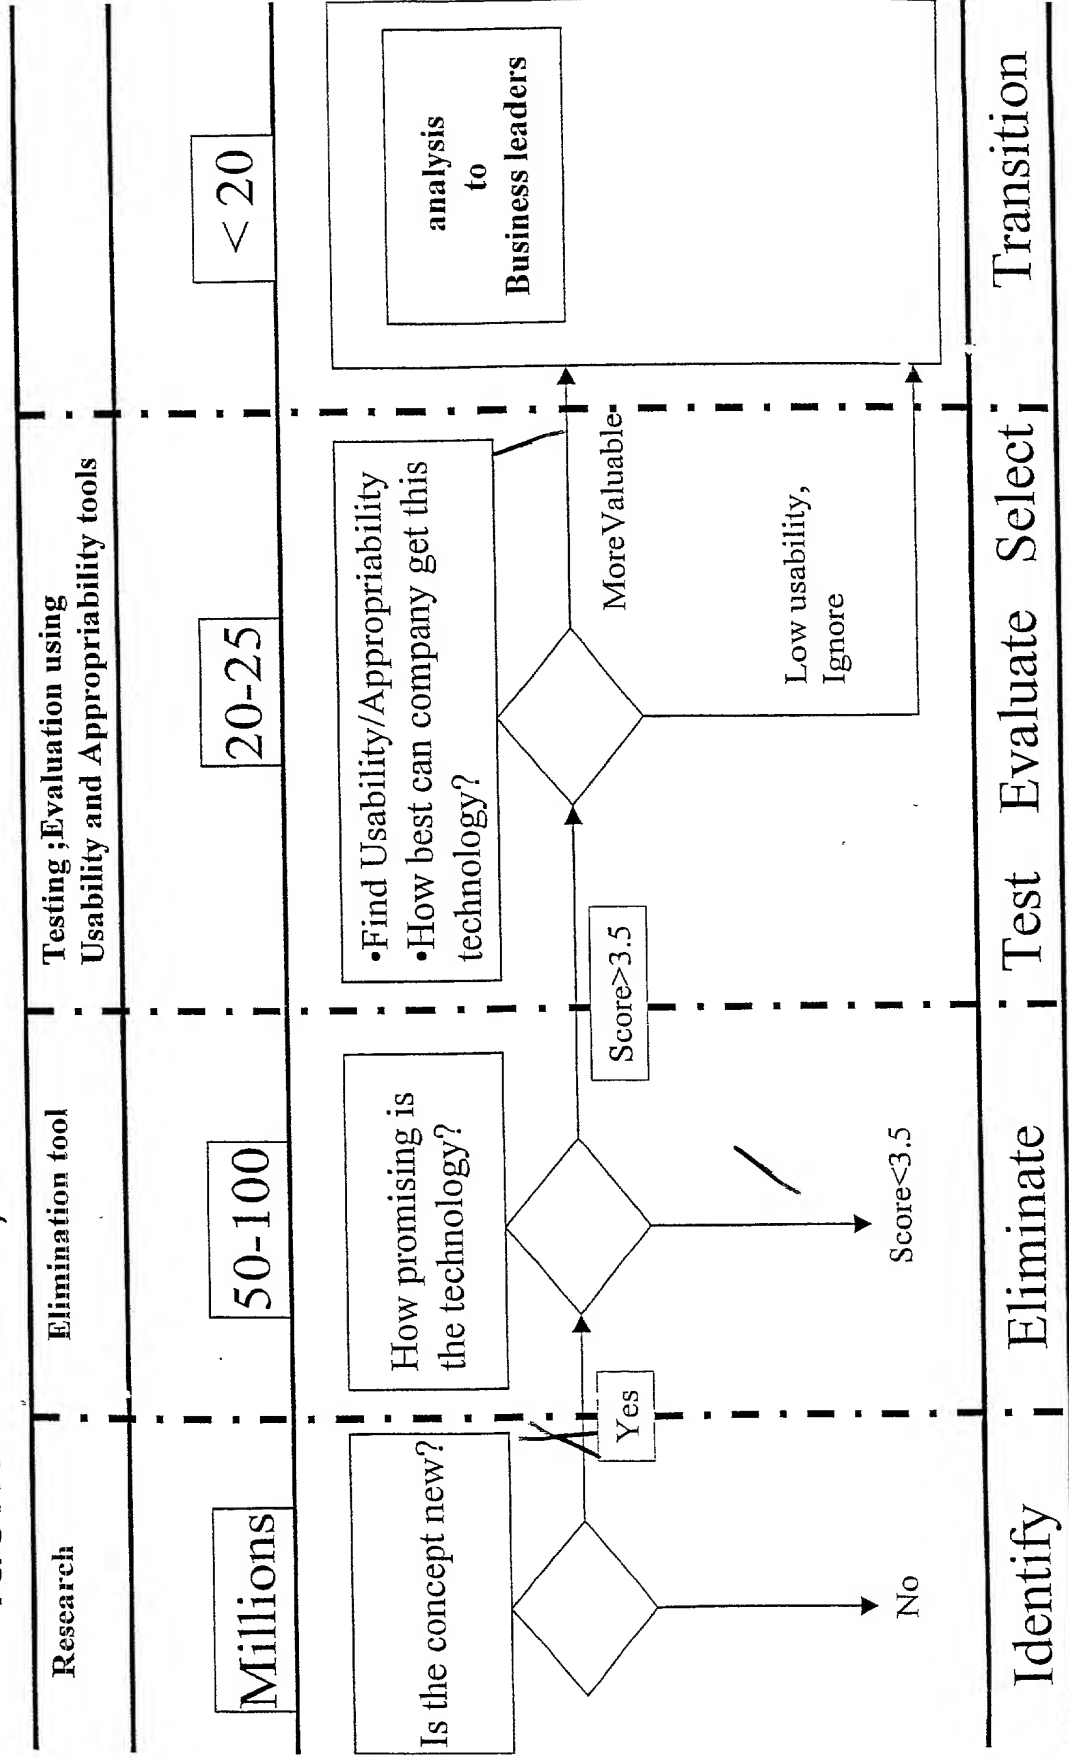 Research
Elimination tool
Testing ;Evaluation using
Usability and Appropriability tools
Millions
50-100
20-25
< 20
Is the concept new?
How promising is
the technology?
•Find Usability/Appropriability
•How best can company get this
technology?
analysis
to
Business leaders
Yes
Score>3.5
MoreValuable
No
Score<3.5
Low usability,
Ignore
Identify
Eliminate
Test Evaluate Select
Transition